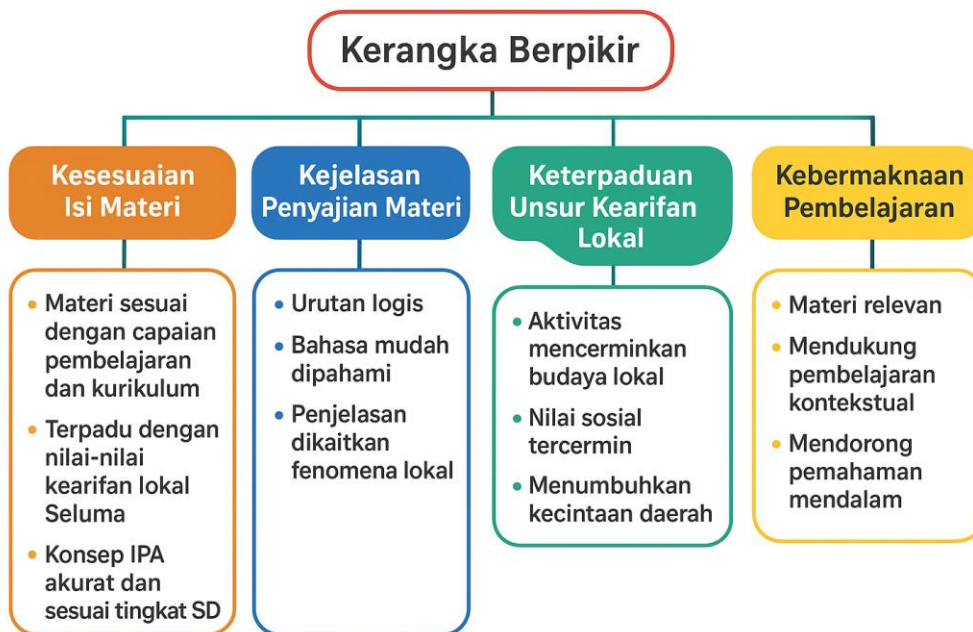 Kerangka Berpikir
Kesesuaian
Isi Materi
• Materi sesuai
dengan capaian
pembelajaran
dan kurikulum
• Terpadu dengan
nilai-nilai
kearifan lokal
Seluma
• Konsep IPA
akurat dan
sesuai tingkat SD
Kejelasan
Penyajian Materi
• Urutan logis
• Bahasa mudah
dipahami
• Penjelasan
dikaitkan
fenomena lokal
Keterpaduan
Unsur Kearifan
Lokal
• Aktivitas
mencerminkan
budaya lokal
• Nilai sosial
tercermin
• Menumbuhkan
kecintaan daerah
Kebermaknaan
Pembelajaran
• Materi relevan
• Mendukung
pembelajaran
kontekstual
• Mendorong
pemahaman
mendalam